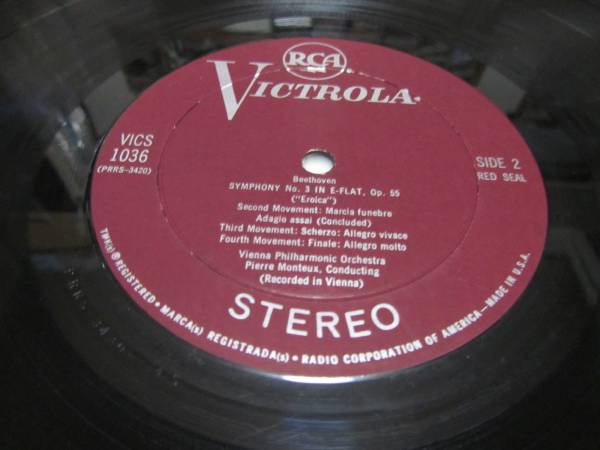 RCA
VICTROLA
VICS
1036
(PRRS-3420)
SIDE 2
RED SEAL
Beethoven
SYMPHONY No. 3 IN E-FLAT, Op. 55
("Eroica")
Second Movement: Marcia funebre
Adagio assai (Concluded)
Third Movement: Scherzo: Allegro vivace
Fourth Movement: Finale: Allegro molto
Vienna Philharmonic Orchestra
Pierre Monteux, Conducting
(Recorded in Vienna)
STEREO
TMK(s) ® REGISTERED • MARCA(s) REGISTRADA(s) • RADIO CORPORATION OF AMERICA—MADE IN U.S.A.